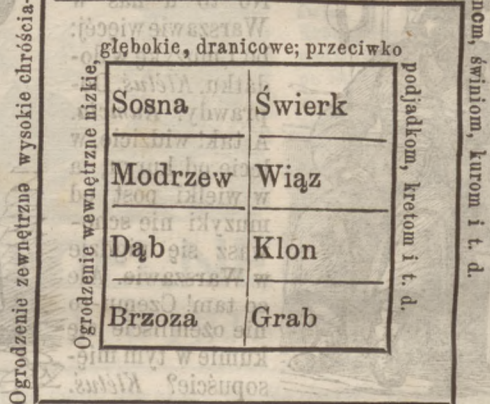 Ogrodzenie zewnętrzne wysokie chróścia-
nom, świniom, kurom i t. d.
Ogrodzenie wewnętrzne nizkie,
głębokie, dranicowe; przeciwko
podjadkom, kretom i t. d.
Sosna Świerk
Modrzew Wiąz
Dąb Klon
Brzoza Grab